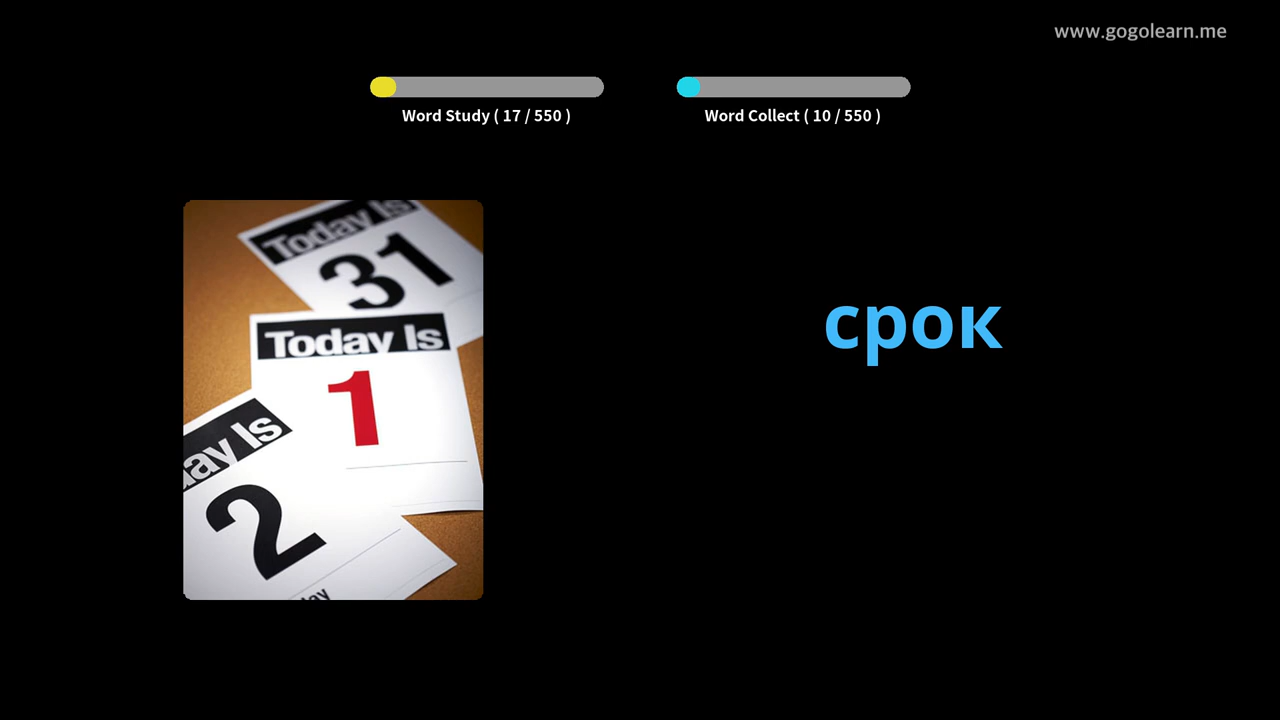 www.gogolearn.me
Word Study ( 17 / 550 )
Word Collect ( 10 / 550 )
Today Is
31
Today Is
1
ay Is
2
срок